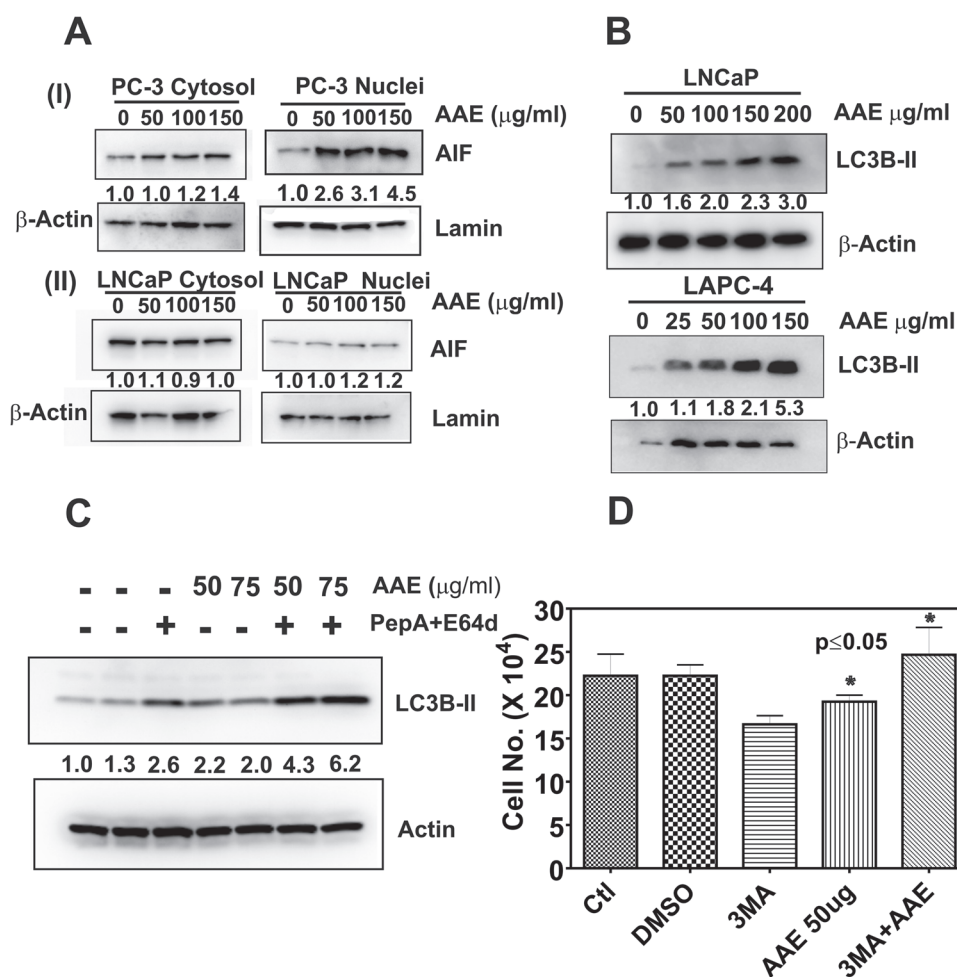 A
(I)
PC-3 Cytosol
0 50 100 150
PC-3 Nuclei
0 50 100 150
AAE (μg/ml)
AIF
1.0 1.0 1.2 1.4
1.0 2.6 3.1 4.5
β-Actin
Lamin
(II)
LNCaP Cytosol
0 50 100 150
LNCaP Nuclei
0 50 100 150
AAE (μg/ml)
AIF
1.0 1.1 0.9 1.0
1.0 1.0 1.2 1.2
β-Actin
Lamin
B
LNCaP
0 50 100 150 200 AAE μg/ml
LC3B-II
1.0 1.6 2.0 2.3 3.0
β-Actin
LAPC-4
0 25 50 100 150 AAE μg/ml
LC3B-II
1.0 1.1 1.8 2.1 5.3
β-Actin
C
- - - 50 75 50 75 AAE (μg/ml)
- - + - - + + PepA+E64d
LC3B-II
1.0 1.3 2.6 2.2 2.0 4.3 6.2
Actin
D
Cell No. (X 10⁴)
30
25
20
15
10
5
0
p≤0.05
*
*
Ctl
DMSO
3MA
AAE 50ug
3MA+AAE